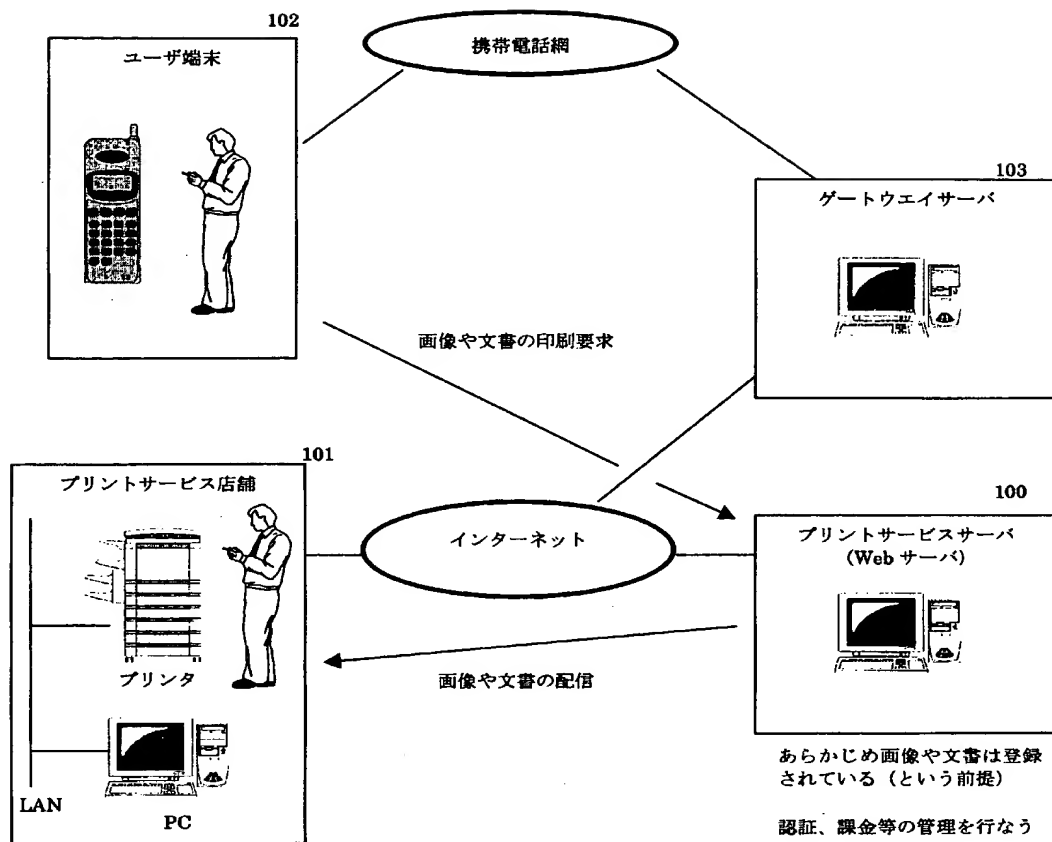 102
ユーザ端末
携帯電話網
103
ゲートウエイサーバ
画像や文書の印刷要求
101
プリントサービス店舗
100
インターネット
プリントサービスサーバ
(Web サーバ)
プリンタ
画像や文書の配信
LAN
PC
あらかじめ画像や文書は登録
されている（という前提）
認証、課金等の管理を行なう